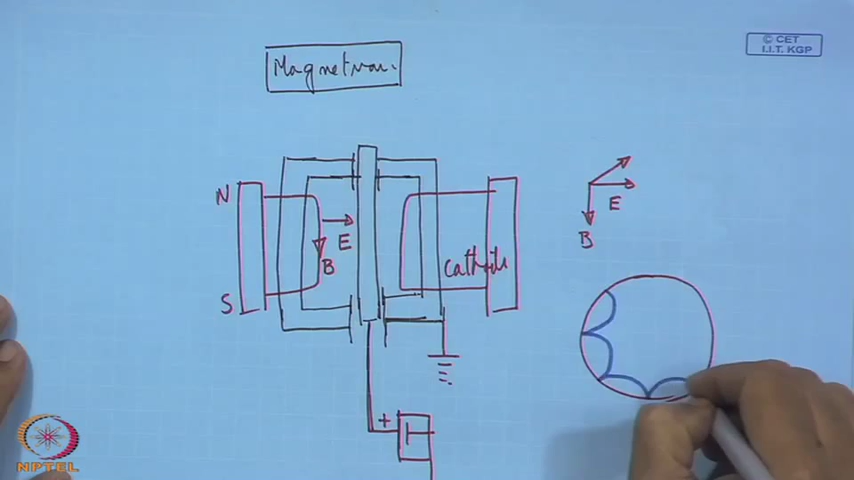 © CET
I.I.T. KGP
Magnetron.
N
E
B
Cathode
S
E
B
+
NPTEL